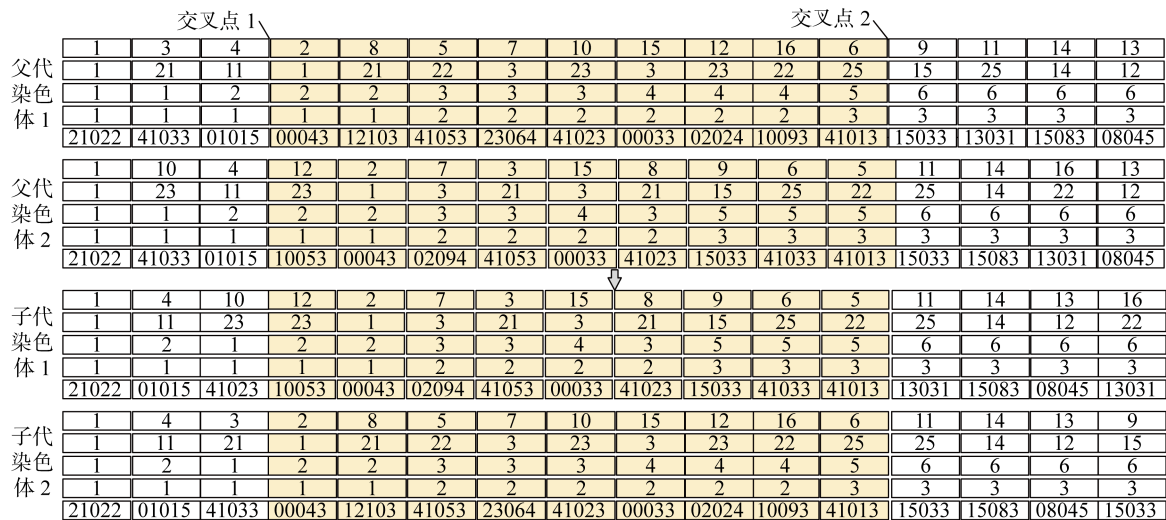 交叉点 1 交叉点 2
1 3 4 2 8 5 7 10 15 12 16 6 9 11 14 13
父代 1 21 11 1 21 22 3 23 3 23 22 25 15 25 14 12
染色 1 1 2 2 2 3 3 3 4 4 4 5 6 6 6 6
体 1 1 1 1 1 1 2 2 2 2 2 2 3 3 3 3 3
21022 41033 01015 00043 12103 41053 23064 41023 00033 02024 10093 41013 15033 13031 15083 08045
1 10 4 12 2 7 3 15 8 9 6 5 11 14 16 13
父代 1 23 11 23 1 3 21 3 21 15 25 22 25 14 22 12
染色 1 1 2 2 2 3 3 4 3 5 5 5 6 6 6 6
体 2 1 1 1 1 1 2 2 2 2 3 3 3 3 3 3 3
21022 41033 01015 10053 00043 02094 41053 00033 41023 15033 41033 41013 15033 15083 13031 08045
1 4 10 12 2 7 3 15 8 9 6 5 11 14 13 16
子代 1 11 23 23 1 3 21 3 21 15 25 22 25 14 12 22
染色 1 2 1 2 2 3 3 4 3 5 5 5 6 6 6 6
体 1 1 1 1 1 1 2 2 2 2 3 3 3 3 3 3 3
21022 01015 41023 10053 00043 02094 41053 00033 41023 15033 41033 41013 13031 15083 08045 13031
1 4 3 2 8 5 7 10 15 12 16 6 11 14 13 9
子代 1 11 21 1 21 22 3 23 3 23 22 25 25 14 12 15
染色 1 2 1 2 2 3 3 3 4 4 4 5 6 6 6 6
体 2 1 1 1 1 1 2 2 2 2 2 2 3 3 3 3 3
21022 01015 41033 00043 12103 41053 23064 41023 00033 02024 10093 41013 15033 15083 08045 15033